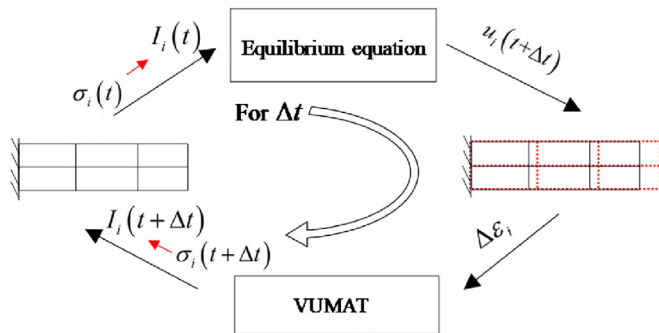 I_i(t)
σ_i(t)
Equilibrium equation
u_i(t+Δt)
For Δt
I_i(t+Δt)
σ_i(t+Δt)
Δε_i
VUMAT